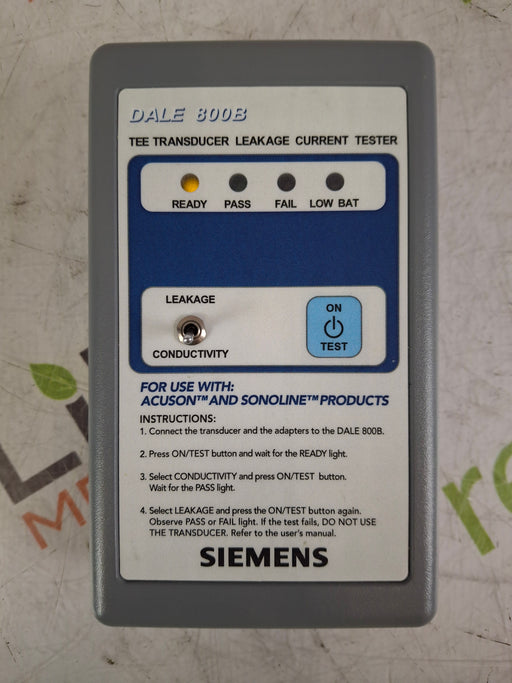 DALE 800B
TEE TRANSDUCER LEAKAGE CURRENT TESTER
READY PASS FAIL LOW BAT
LEAKAGE
CONDUCTIVITY
ON
TEST
FOR USE WITH:
ACUSON™ AND SONOLINE™ PRODUCTS
INSTRUCTIONS:
1. Connect the transducer and the adapters to the DALE 800B.
2. Press ON/TEST button and wait for the READY light.
3. Select CONDUCTIVITY and press ON/TEST button.
Wait for the PASS light.
4. Select LEAKAGE and press the ON/TEST button again.
Observe PASS or FAIL light. If the test fails, DO NOT USE
THE TRANSDUCER. Refer to the user's manual.
SIEMENS